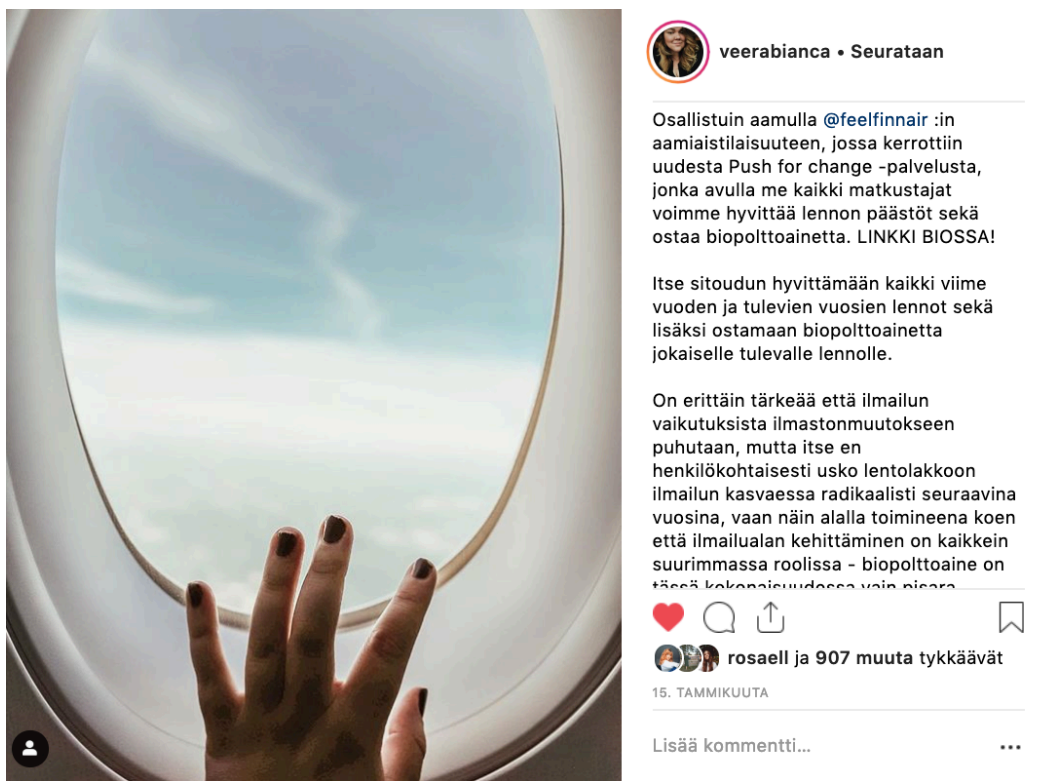 veerabianca • Seurataan
Osallistuin aamulla @feelfinnair :in
aamiaistilaisuuteen, jossa kerrottiin
uudesta Push for change -palvelusta,
jonka avulla me kaikki matkustajat
voimme hyvittää lennon päästöt sekä
ostaa biopolttoainetta. LINKKI BIOSSA!
Itse sitoudun hyvittämään kaikki viime
vuoden ja tulevien vuosien lennot sekä
lisäksi ostamaan biopolttoainetta
jokaiselle tulevalle lennolle.
On erittäin tärkeää että ilmailun
vaikutuksista ilmastonmuutokseen
puhutaan, mutta itse en
henkilökohtaisesti usko lentolakkoon
ilmailun kasvaessa radikaalisti seuraavina
vuosina, vaan näin alalla toimineena koen
että ilmailualan kehittäminen on kaikkein
suurimmassa roolissa - biopolttoaine on
tässä kokonaisuudessa vain pisara
rosaell ja 907 muuta tykkäävät
15. TAMMIKUUTA
Lisää kommentti...